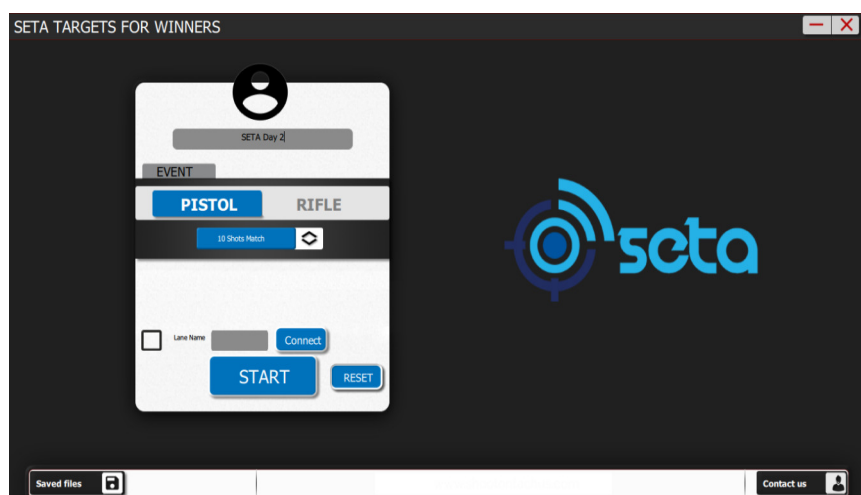 SETA TARGETS FOR WINNERS
SETA Day 2
EVENT
PISTOL RIFLE
10 Shots Match
seta
Lane Name Connect
START RESET
Saved files Contact us